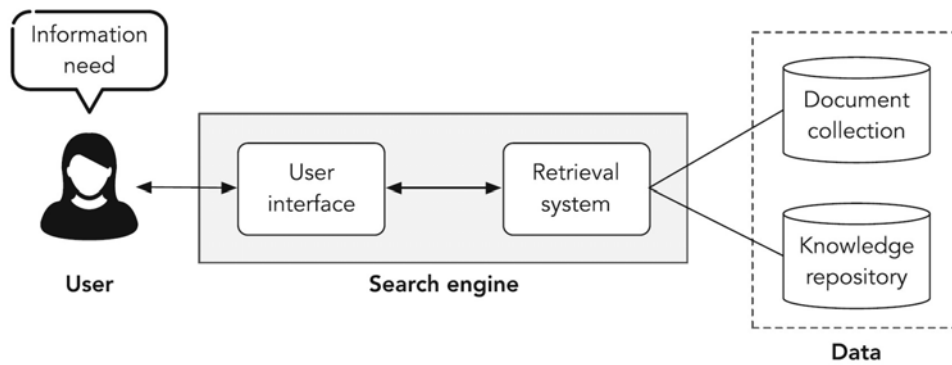 Information
need
User
User
interface
Retrieval
system
Search engine
Document
collection
Knowledge
repository
Data